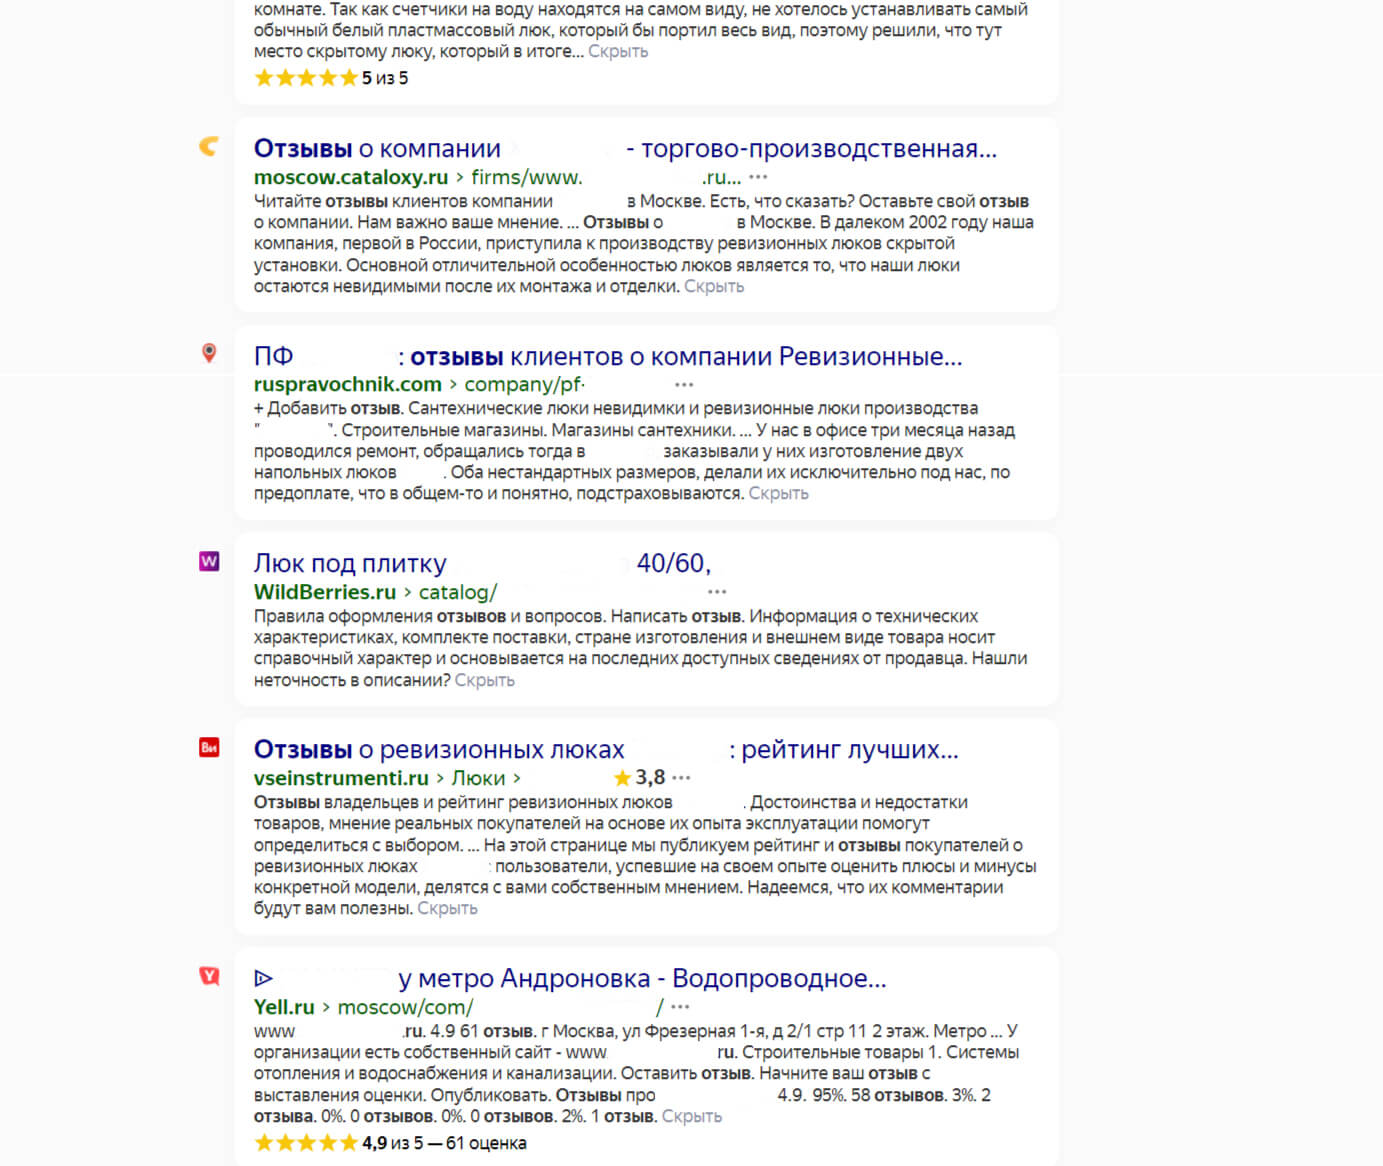 комнате. Так как счетчики на воду находятся на самом виду, не хотелось устанавливать самый
обычный белый пластмассовый люк, который бы портил весь вид, поэтому решили, что тут
место скрытому люку, который в итоге... Скрыть
5 из 5
Отзывы о компании - торгово-производственная...
moscow.cataloxy.ru › firms/www. .ru... ···
Читайте отзывы клиентов компании в Москве. Есть, что сказать? Оставьте свой отзыв
о компании. Нам важно ваше мнение. ... Отзывы о в Москве. В далеком 2002 году наша
компания, первой в России, приступила к производству ревизионных люков скрытой
установки. Основной отличительной особенностью люков является то, что наши люки
остаются невидимыми после их монтажа и отделки. Скрыть
ПФ : отзывы клиентов о компании Ревизионные...
ruspravochnik.com › company/pf- ···
+ Добавить отзыв. Сантехнические люки невидимки и ревизионные люки производства
" ". Строительные магазины. Магазины сантехники. ... У нас в офисе три месяца назад
проводился ремонт, обращались тогда в заказывали у них изготовление двух
напольных люков . Оба нестандартных размеров, делали их исключительно под нас, по
предоплате, что в общем-то и понятно, подстраховываются. Скрыть
W
Люк под плитку 40/60,
WildBerries.ru › catalog/ ···
Правила оформления отзывов и вопросов. Написать отзыв. Информация о технических
характеристиках, комплекте поставки, стране изготовления и внешнем виде товара носит
справочный характер и основывается на последних доступных сведениях от продавца. Нашли
неточность в описании? Скрыть
Ви
Отзывы о ревизионных люках : рейтинг лучших...
vseinstrumenti.ru › Люки › 3,8 ···
Отзывы владельцев и рейтинг ревизионных люков . Достоинства и недостатки
товаров, мнение реальных покупателей на основе их опыта эксплуатации помогут
определиться с выбором. ... На этой странице мы публикуем рейтинг и отзывы покупателей о
ревизионных люках : пользователи, успевшие на своем опыте оценить плюсы и минусы
конкретной модели, делятся с вами собственным мнением. Надеемся, что их комментарии
будут вам полезны. Скрыть
Y
у метро Андроновка - Водопроводное...
Yell.ru › moscow/com/ / ···
www .ru. 4.9 61 отзыв. г Москва, ул Фрезерная 1-я, д 2/1 стр 11 2 этаж. Метро ... У
организации есть собственный сайт - www ru. Строительные товары 1. Системы
отопления и водоснабжения и канализации. Оставить отзыв. Начните ваш отзыв с
выставления оценки. Опубликовать. Отзывы про 4.9. 95%. 58 отзывов. 3%. 2
отзыва. 0%. 0 отзывов. 0%. 0 отзывов. 2%. 1 отзыв. Скрыть
4,9 из 5 — 61 оценка